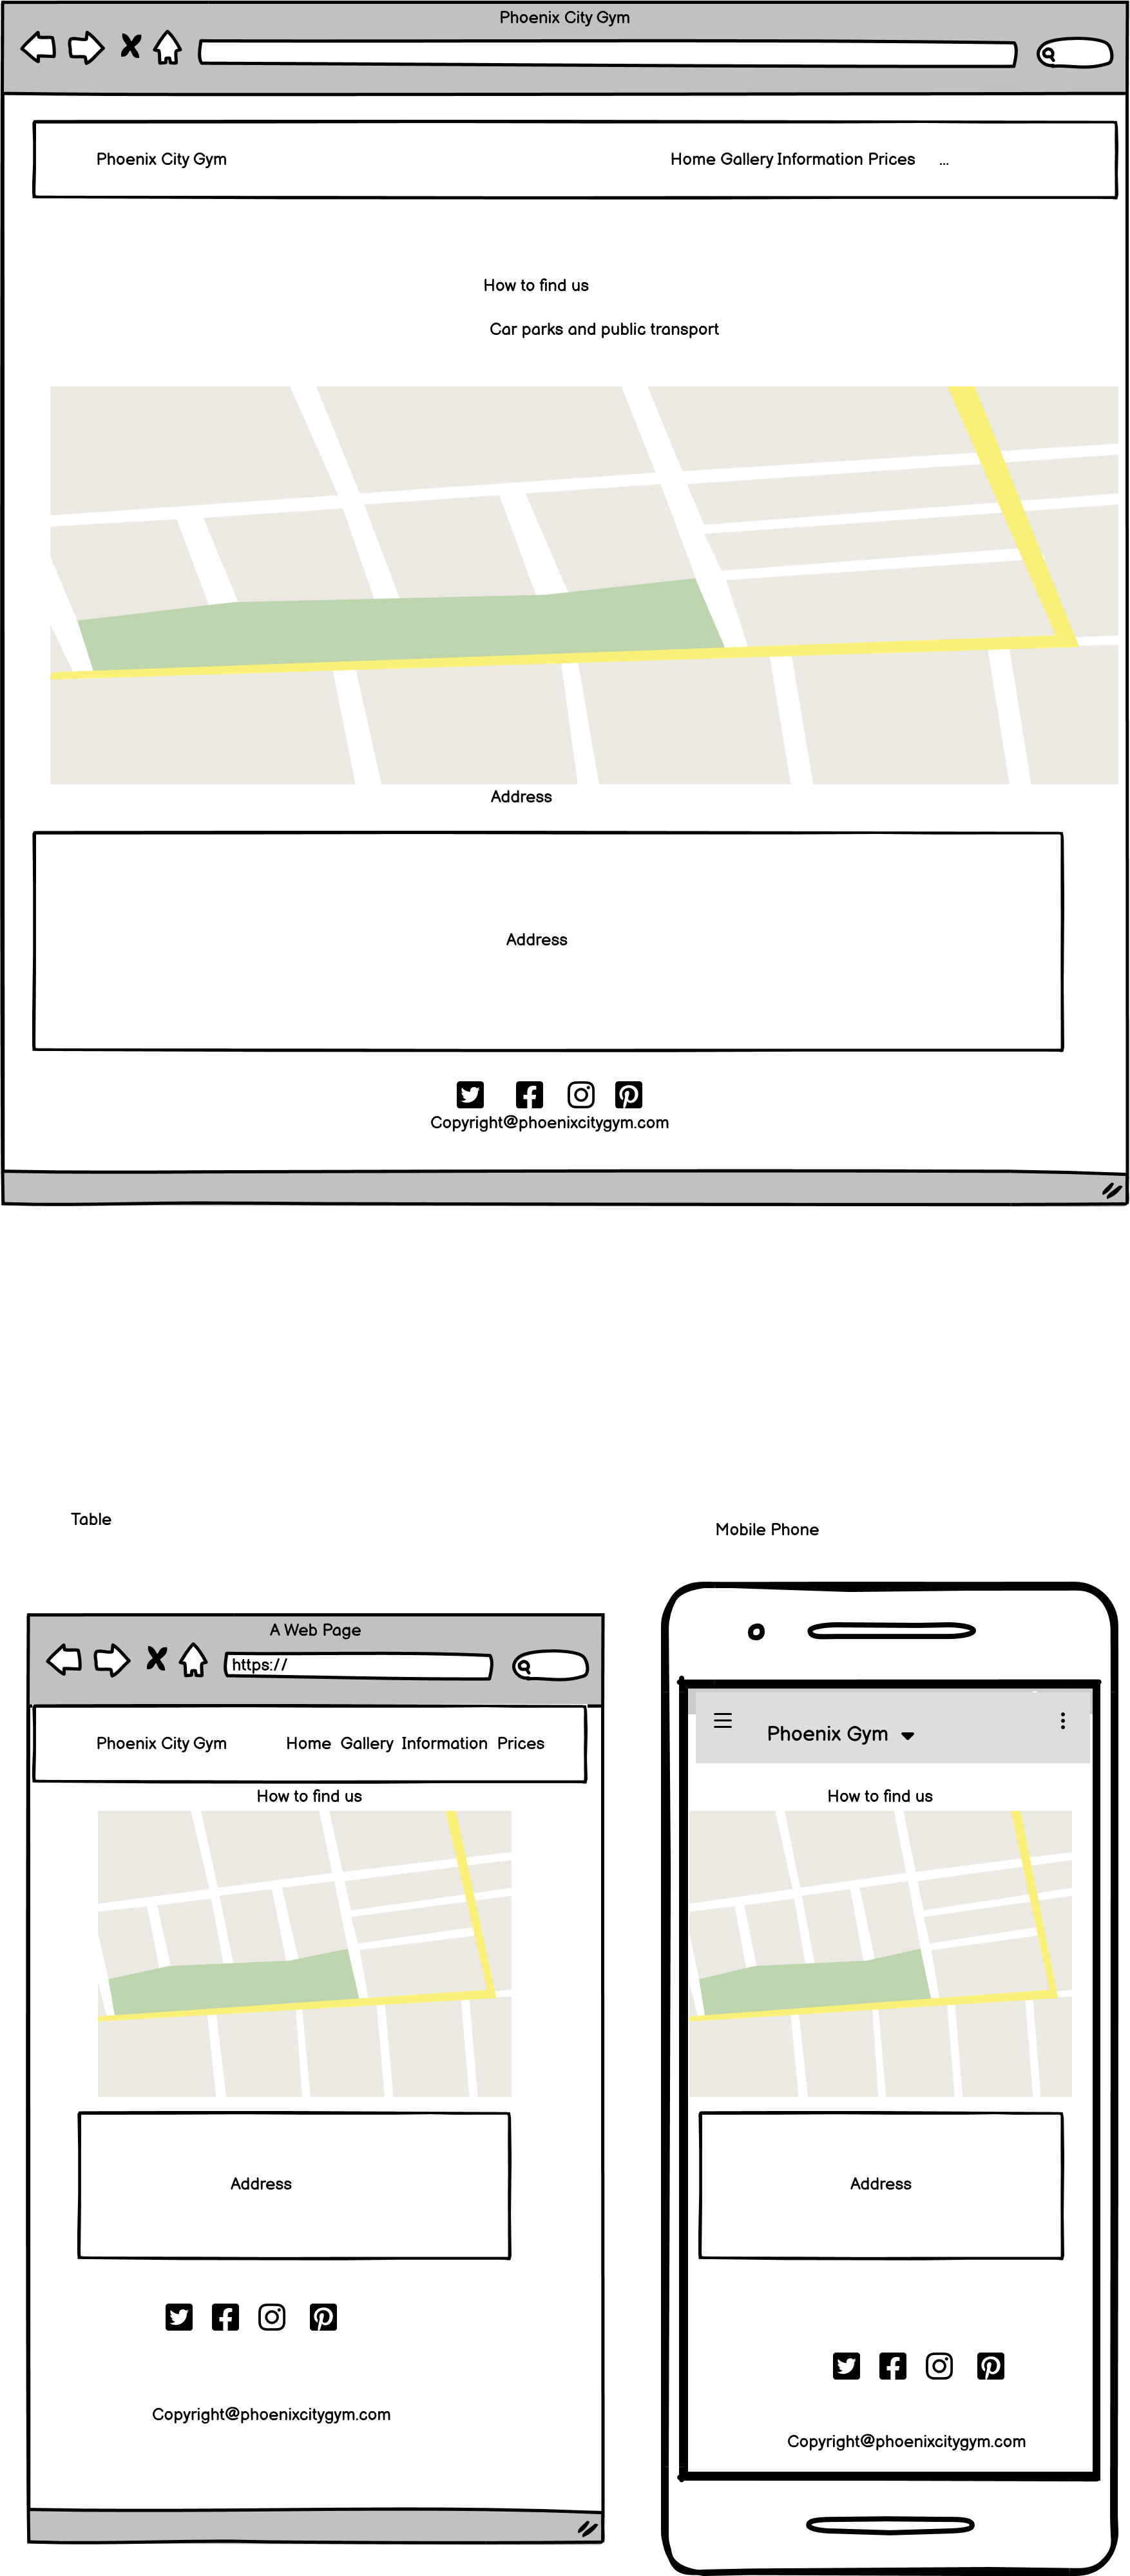 Phoenix City Gym
Phoenix City Gym Home Gallery Information Prices ...
How to find us
Car parks and public transport
Address
Address
Copyright@phoenixcitygym.com
Table
Mobile Phone
A Web Page
https://
Phoenix City Gym Home Gallery Information Prices
How to find us
Address
Copyright@phoenixcitygym.com
Phoenix Gym
How to find us
Address
Copyright@phoenixcitygym.com